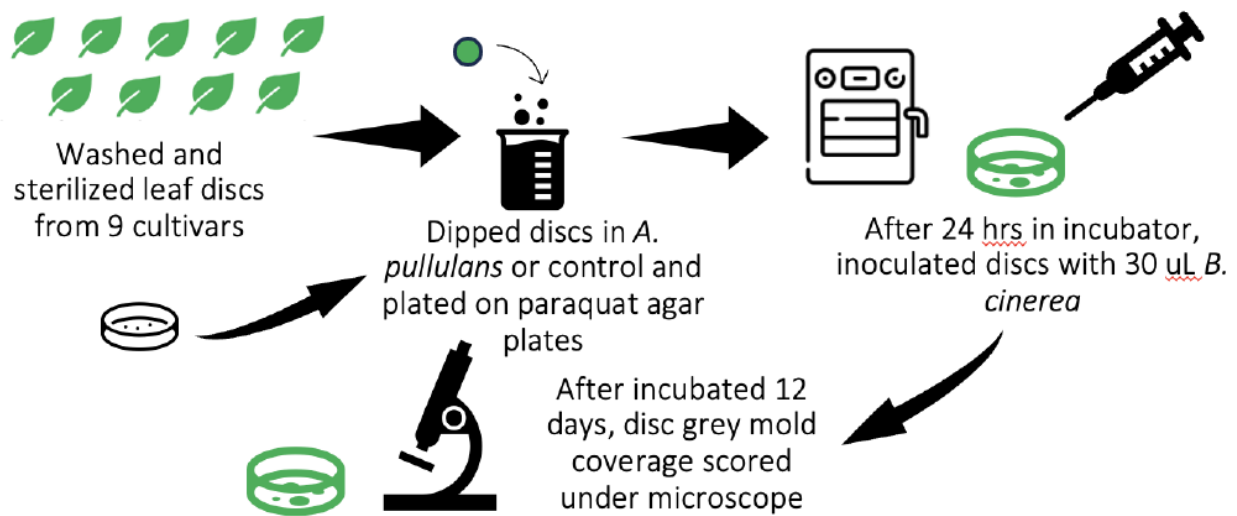 Washed and
sterilized leaf discs
from 9 cultivars
Dipped discs in A.
pullulans or control and
plated on paraquat agar
plates
After 24 hrs in incubator,
inoculated discs with 30 uL B.
cinerea
After incubated 12
days, disc grey mold
coverage scored
under microscope